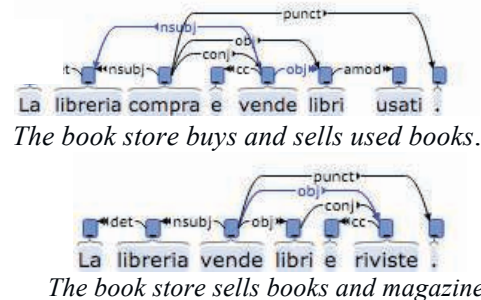 punct
nsubj
obj
conj
et nsubj cc obj amod
La libreria compra e vende libri usati .
The book store buys and sells used books.
punct
obj
conj
det nsubj obj cc
La libreria vende libri e riviste .
The book store sells books and magazine